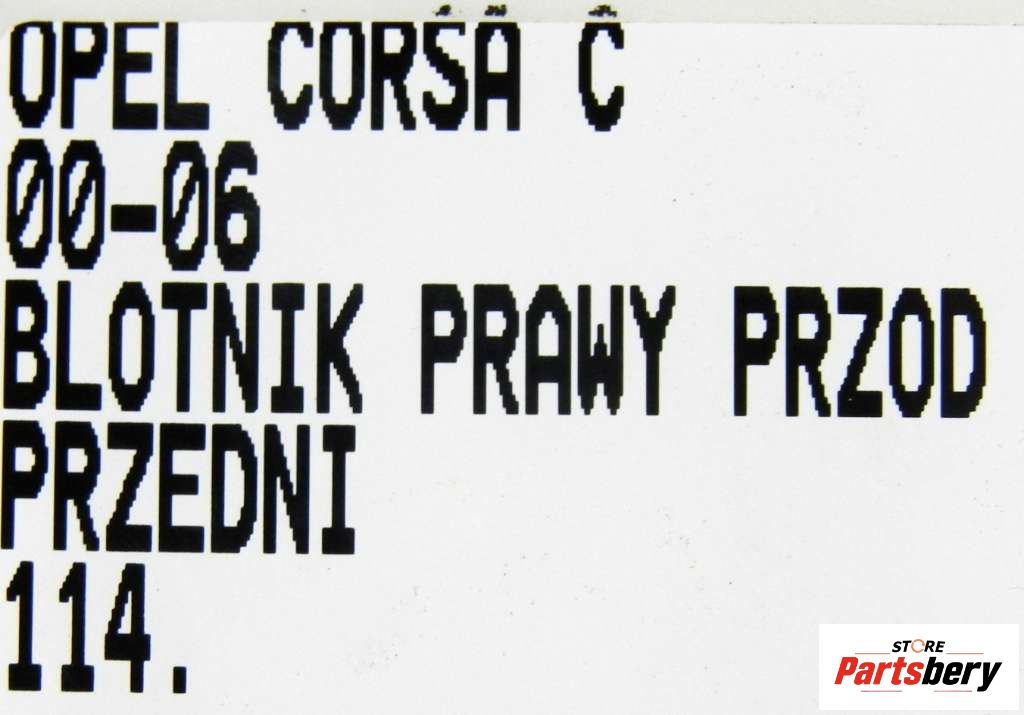 OPEL CORSA C
00-06
BLOTNIK PRAWY PRZOD
PRZEDNI
114.
STORE
Partsbery